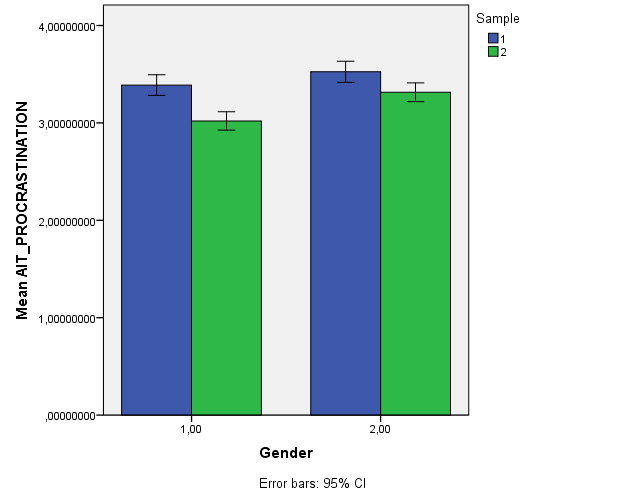 Sample
1
2
4,00000000
3,00000000
2,00000000
1,00000000
,00000000
Mean AIT_PROCRASTINATION
1,00
2,00
Gender
Error bars: 95% CI